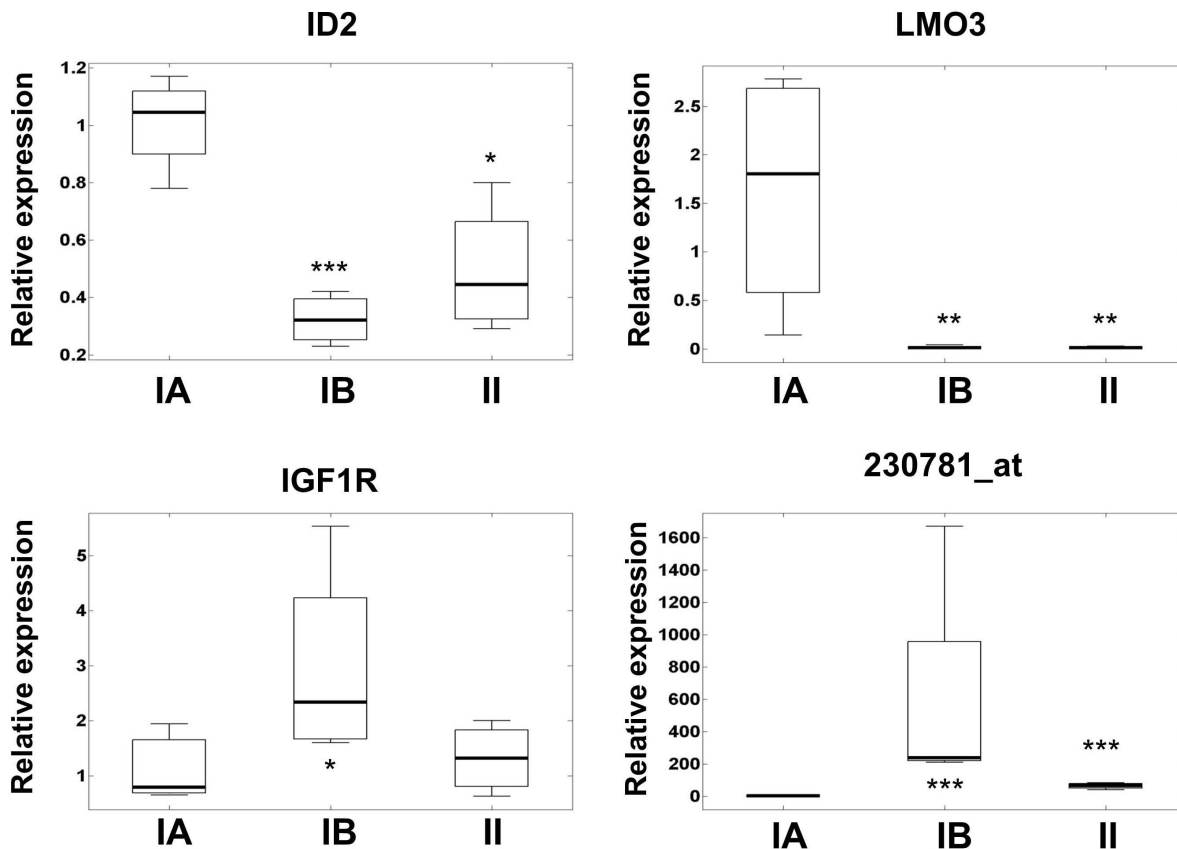 ID2
Relative expression
1.2
1
0.8
0.6
0.4
0.2
***
*
IA IB II
LMO3
Relative expression
2.5
2
1.5
1
0.5
0
** **
IA IB II
IGF1R
Relative expression
5
4
3
2
1
*
IA IB II
230781_at
Relative expression
1600
1400
1200
1000
800
600
400
200
0
***
***
IA IB II